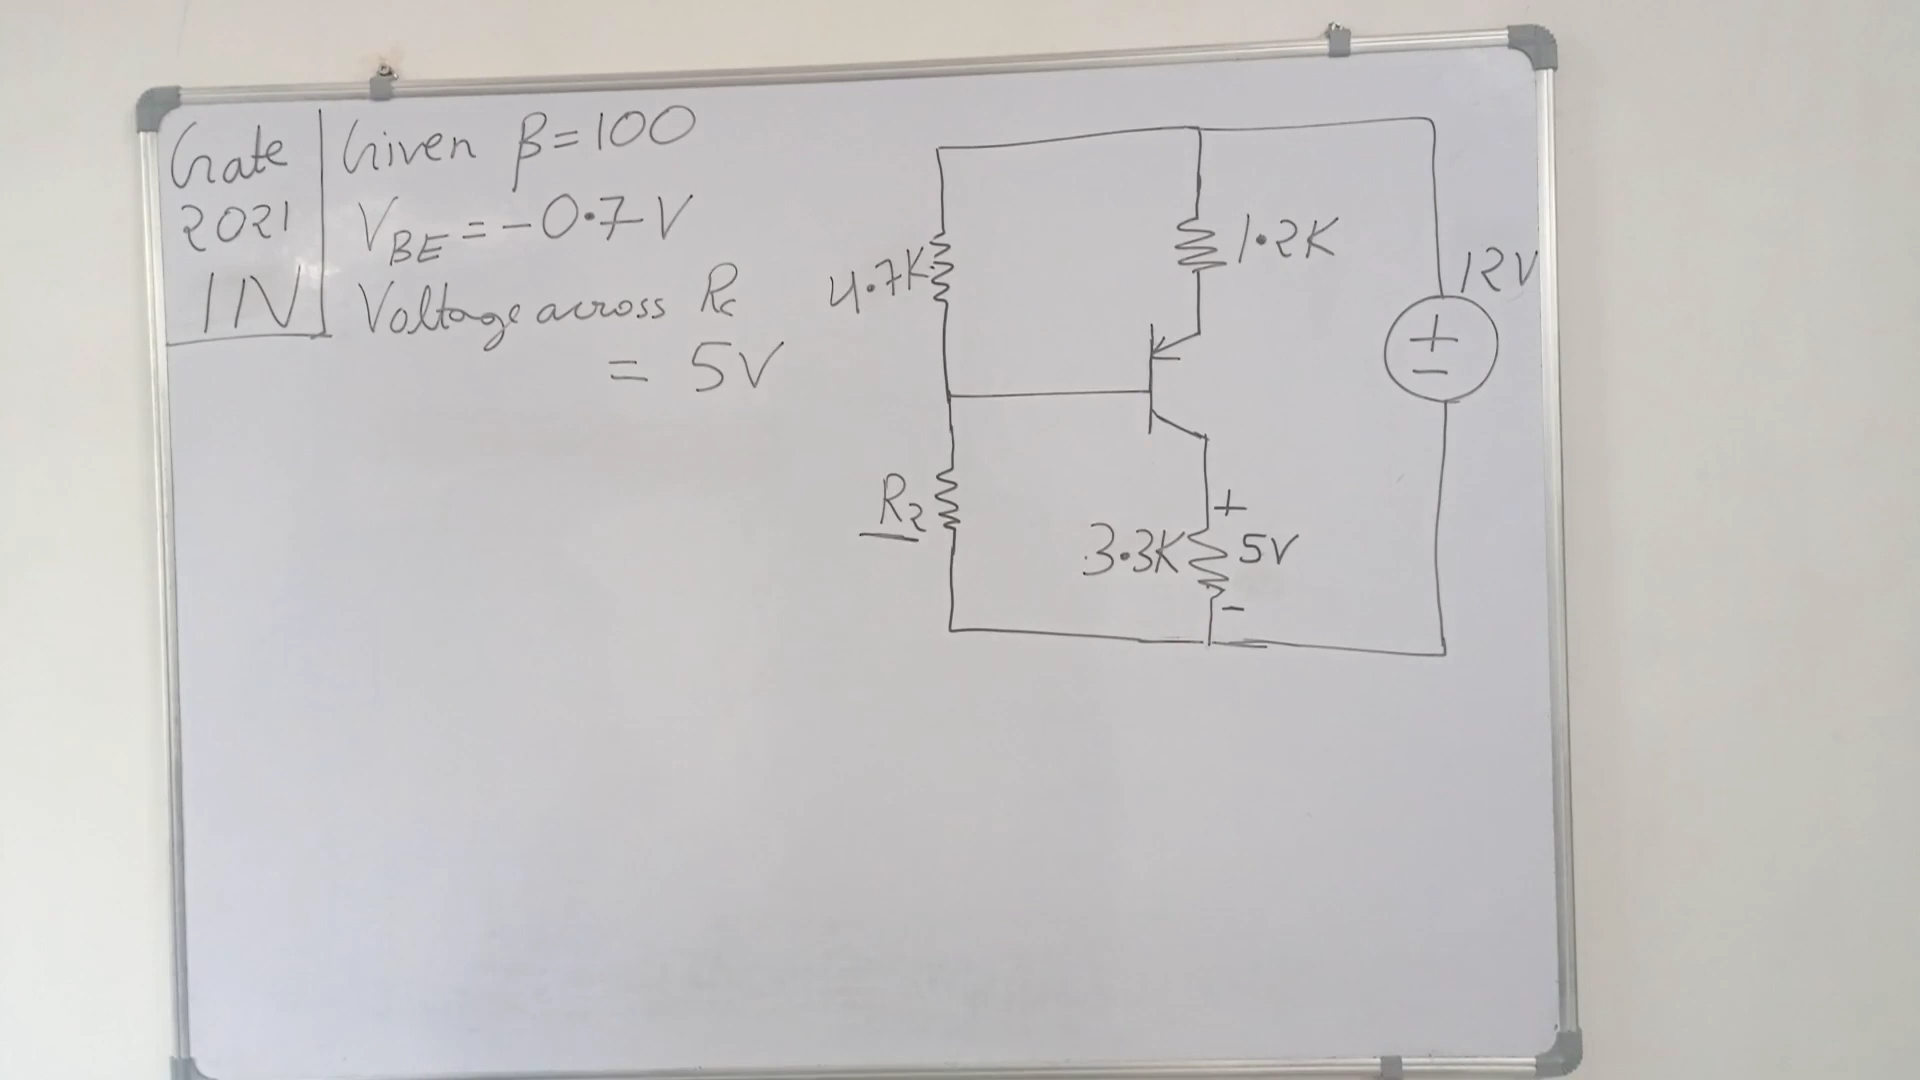 Gate
2021
IN
Given β=100
VBE = -0.7 V
Voltage across Rc
= 5V
4.7K
1.2K
12V
+
-
R2
3.3K
+
5V
-